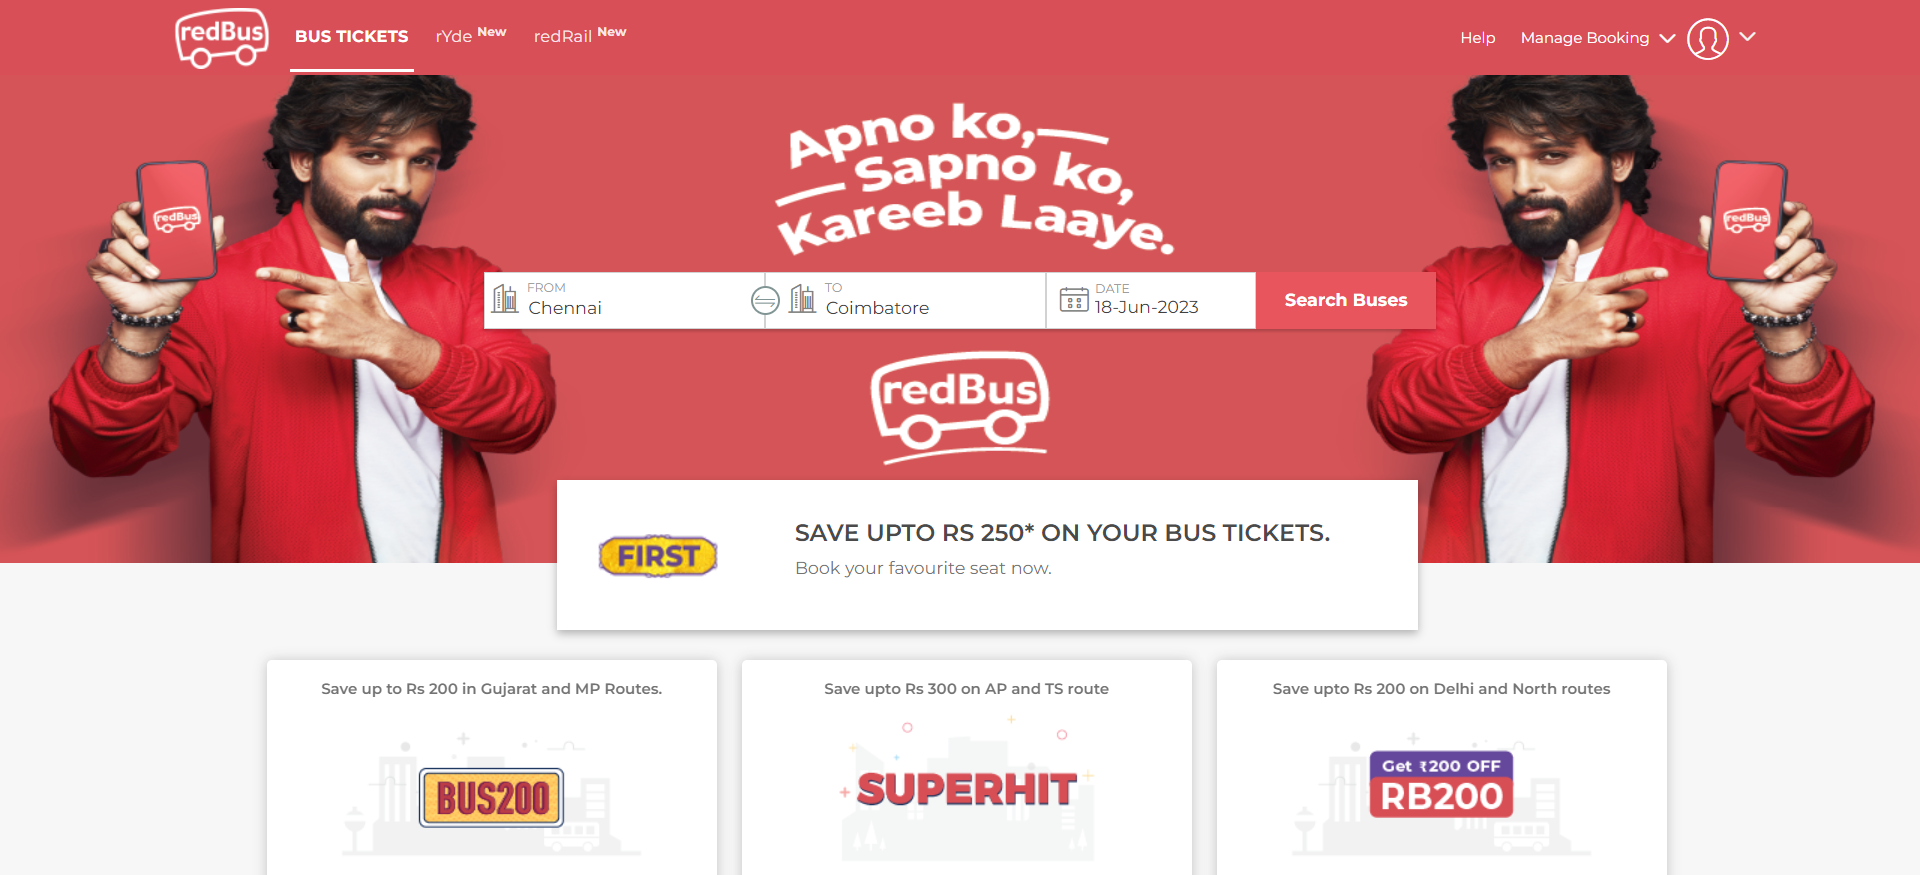 redBus
BUS TICKETS
rYde New
redRail New
Help
Manage Booking
redBus
Apno ko,
Sapno ko,
Kareeb Laaye.
redBus
FROM
Chennai
TO
Coimbatore
DATE
18-Jun-2023
Search Buses
redBus
FIRST
SAVE UPTO RS 250* ON YOUR BUS TICKETS.
Book your favourite seat now.
Save up to Rs 200 in Gujarat and MP Routes.
BUS200
Save upto Rs 300 on AP and TS route
SUPERHIT
Save upto Rs 200 on Delhi and North routes
Get ₹200 OFF
RB200